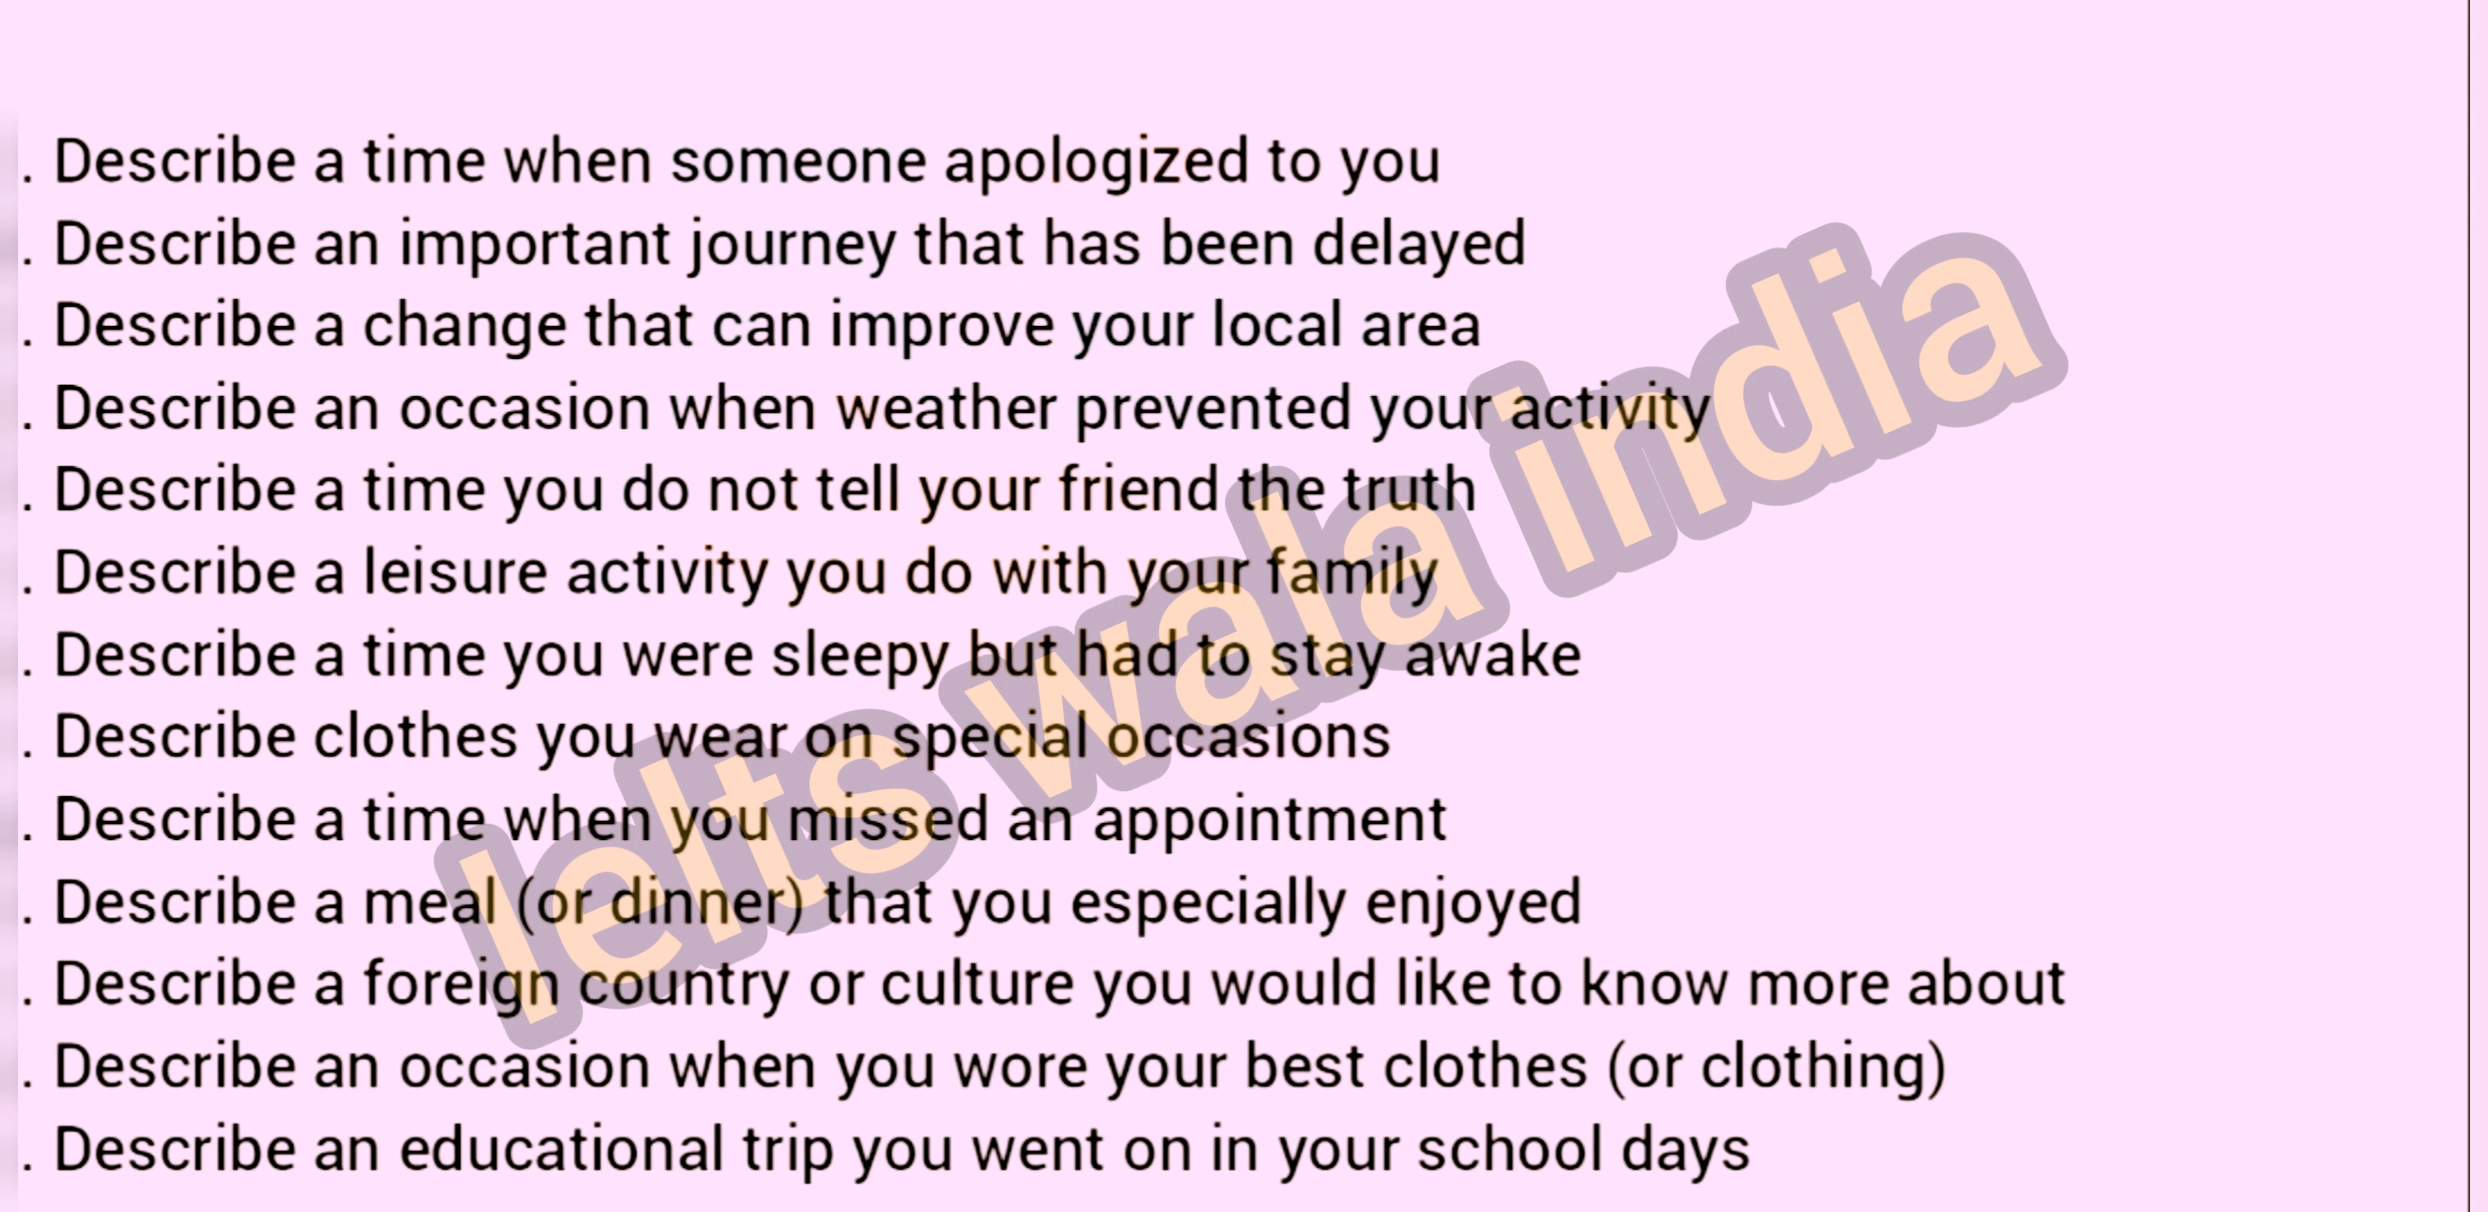 . Describe a time when someone apologized to you
. Describe an important journey that has been delayed
. Describe a change that can improve your local area
. Describe an occasion when weather prevented your activity
. Describe a time you do not tell your friend the truth
. Describe a leisure activity you do with your family
. Describe a time you were sleepy but had to stay awake
. Describe clothes you wear on special occasions
. Describe a time when you missed an appointment
. Describe a meal (or dinner) that you especially enjoyed
. Describe a foreign country or culture you would like to know more about
. Describe an occasion when you wore your best clothes (or clothing)
. Describe an educational trip you went on in your school days
Ielts wala india